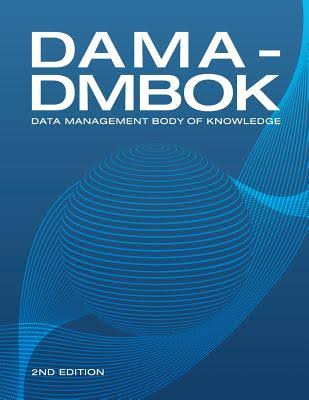 DAMA-
DMBOK
DATA MANAGEMENT BODY OF KNOWLEDGE
2ND EDITION